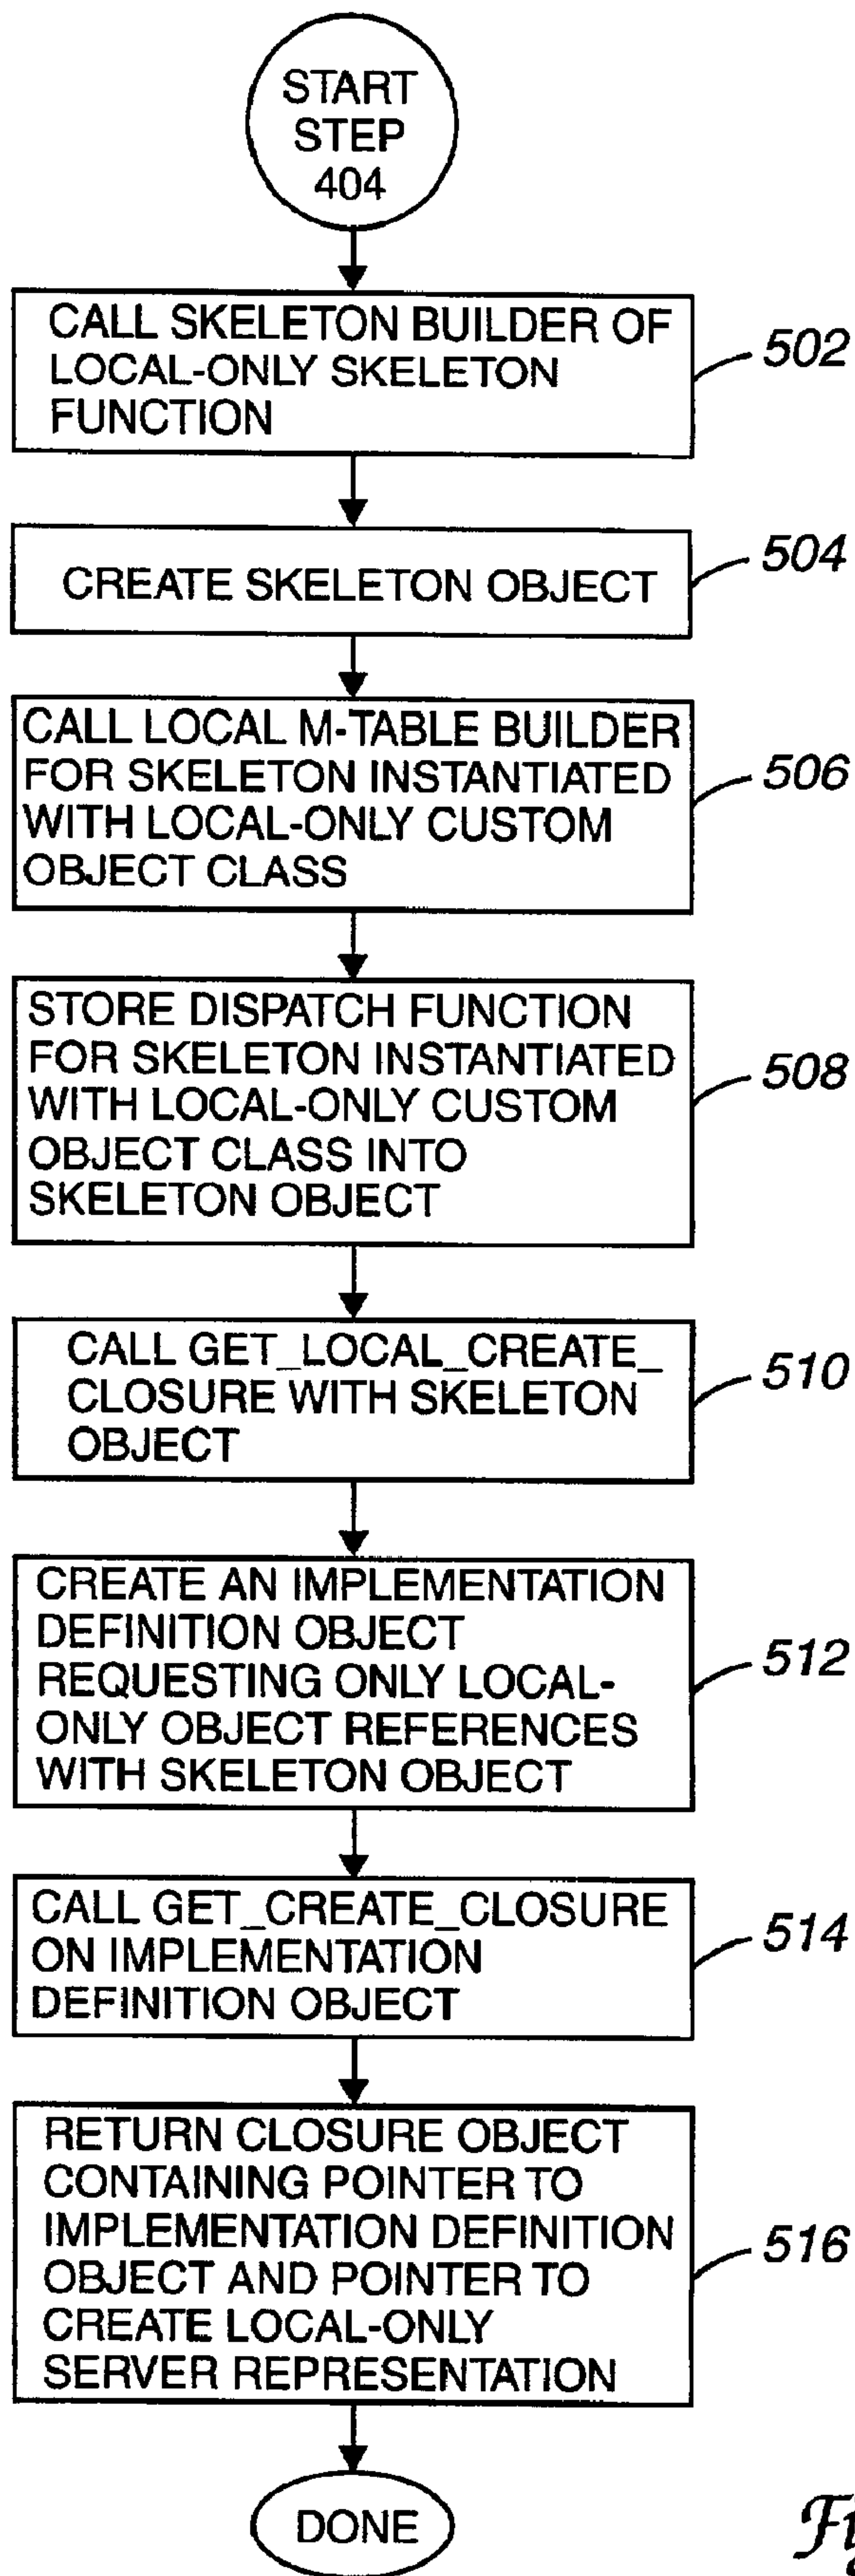 START
STEP
404
CALL SKELETON BUILDER OF
LOCAL-ONLY SKELETON
FUNCTION
502
CREATE SKELETON OBJECT
504
CALL LOCAL M-TABLE BUILDER
FOR SKELETON INSTANTIATED
WITH LOCAL-ONLY CUSTOM
OBJECT CLASS
506
STORE DISPATCH FUNCTION
FOR SKELETON INSTANTIATED
WITH LOCAL-ONLY CUSTOM
OBJECT CLASS INTO
SKELETON OBJECT
508
CALL GET_LOCAL_CREATE_
CLOSURE WITH SKELETON
OBJECT
510
CREATE AN IMPLEMENTATION
DEFINITION OBJECT
REQUESTING ONLY LOCAL-
ONLY OBJECT REFERENCES
WITH SKELETON OBJECT
512
CALL GET_CREATE_CLOSURE
ON IMPLEMENTATION
DEFINITION OBJECT
514
RETURN CLOSURE OBJECT
CONTAINING POINTER TO
IMPLEMENTATION DEFINITION
OBJECT AND POINTER TO
CREATE LOCAL-ONLY
SERVER REPRESENTATION
516
DONE